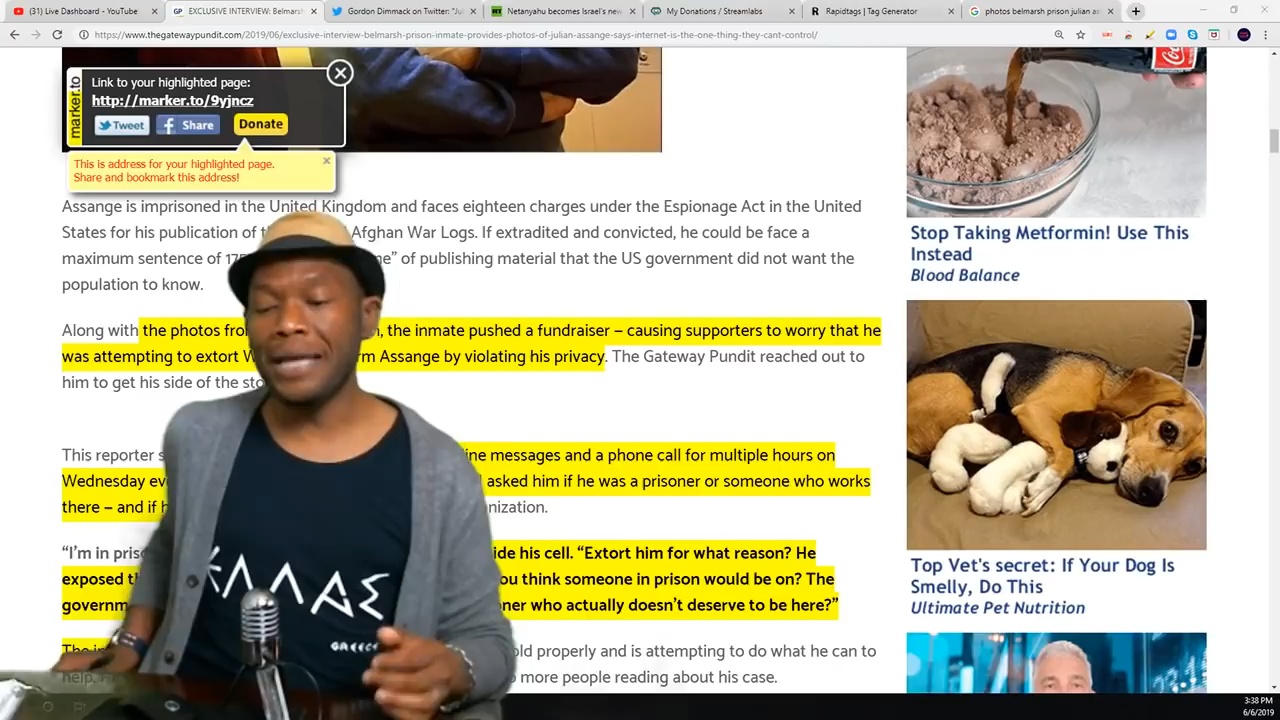 (31) Live Dashboard - YouTube
EXCLUSIVE INTERVIEW: Belmarsh
Gordon Dimmack on Twitter: "Ju
Netanyahu becomes Israel's new
My Donations / Streamlabs
Rapidtags | Tag Generator
photos belmarsh prison julian as
https://www.thegatewaypundit.com/2019/06/exclusive-interview-belmarsh-prison-inmate-provides-photos-of-julian-assange-says-internet-is-the-one-thing-they-cant-control/
marker.to
Link to your highlighted page:
http://marker.to/9yjncz
Tweet
Share
Donate
This is address for your highlighted page.
Share and bookmark this address!
Assange is imprisoned in the United Kingdom and faces eighteen charges under the Espionage Act in the United
States for his publication of Afghan War Logs. If extradited and convicted, he could be face a
maximum sentence of of publishing material that the US government did not want the
population to know.
Along with the photos the inmate pushed a fundraiser – causing supporters to worry that he
was attempting to extort Assange by violating his privacy. The Gateway Pundit reached out to
him to get his side of the
This reporter messages and a phone call for multiple hours on
Wednesday asked him if he was a prisoner or someone who works
there – and if
“I’m in his cell. “Extort him for what reason? He
exposed you think someone in prison would be on? The
who actually doesn’t deserve to be here?”
The properly and is attempting to do what he can to
help. more people reading about his case.
Stop Taking Metformin! Use This
Instead
Blood Balance
Top Vet's secret: If Your Dog Is
Smelly, Do This
Ultimate Pet Nutrition
ΕΛΛΑΣ
GREECE
3:38 PM
6/6/2019